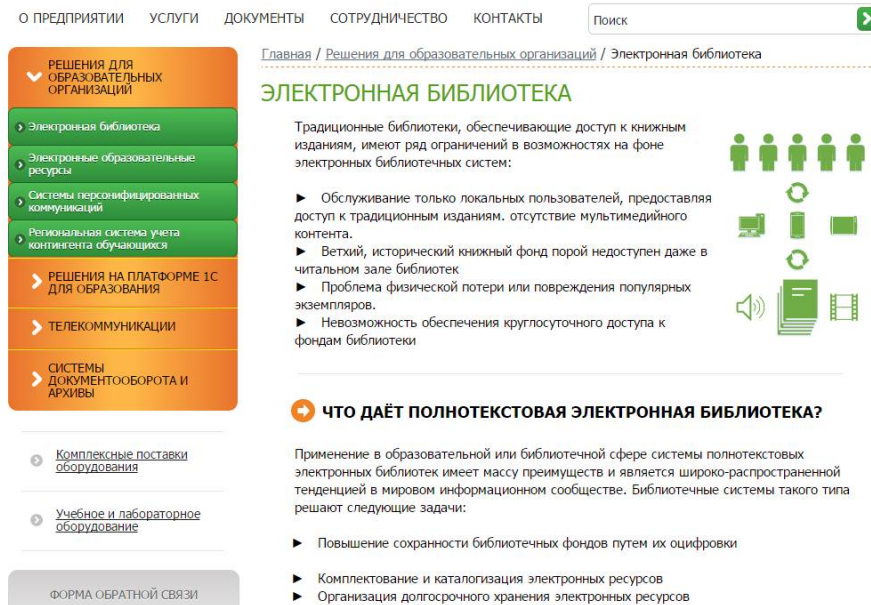 О ПРЕДПРИЯТИИ
УСЛУГИ
ДОКУМЕНТЫ
СОТРУДНИЧЕСТВО
КОНТАКТЫ
Поиск
РЕШЕНИЯ ДЛЯ
ОБРАЗОВАТЕЛЬНЫХ
ОРГАНИЗАЦИЙ
Электронная библиотека
Электронные образовательные
ресурсы
Системы персонифицированных
коммуникаций
Региональная система учета
контингента обучающихся
РЕШЕНИЯ НА ПЛАТФОРМЕ 1С
ДЛЯ ОБРАЗОВАНИЯ
ТЕЛЕКОММУНИКАЦИИ
СИСТЕМЫ
ДОКУМЕНТООБОРОТА И
АРХИВЫ
Комплексные поставки
оборудования
Учебное и лабораторное
оборудование
ФОРМА ОБРАТНОЙ СВЯЗИ
Главная / Решения для образовательных организаций / Электронная библиотека
ЭЛЕКТРОННАЯ БИБЛИОТЕКА
Традиционные библиотеки, обеспечивающие доступ к книжным
изданиям, имеют ряд ограничений в возможностях на фоне
электронных библиотечных систем:
► Обслуживание только локальных пользователей, предоставляя
доступ к традиционным изданиям. отсутствие мультимедийного
контента.
► Ветхий, исторический книжный фонд порой недоступен даже в
читальном зале библиотек
► Проблема физической потери или повреждения популярных
экземпляров.
► Невозможность обеспечения круглосуточного доступа к
фондам библиотеки
ЧТО ДАЁТ ПОЛНОТЕКСТОВАЯ ЭЛЕКТРОННАЯ БИБЛИОТЕКА?
Применение в образовательной или библиотечной сфере системы полнотекстовых
электронных библиотек имеет массу преимуществ и является широко-распространенной
тенденцией в мировом информационном сообществе. Библиотечные системы такого типа
решают следующие задачи:
► Повышение сохранности библиотечных фондов путем их оцифровки
► Комплектование и каталогизация электронных ресурсов
► Организация долгосрочного хранения электронных ресурсов